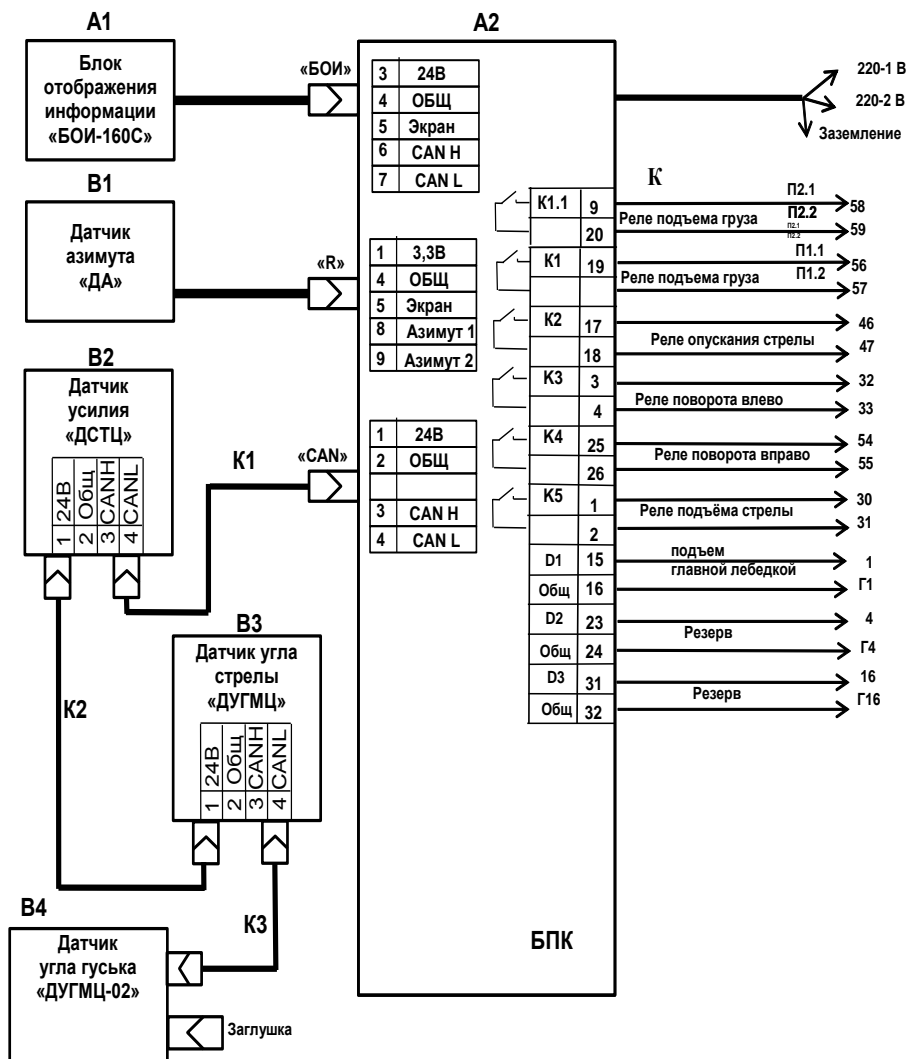 А1
Блок
отображения
информации
«БОИ-160С»
В1
Датчик
азимута
«ДА»
В2
Датчик
усилия
«ДСТЦ»
1 24В
2 Общ
3 CANH
4 CANL
К1
К2
В3
Датчик угла
стрелы
«ДУГМЦ»
1 24В
2 Общ
3 CANH
4 CANL
К3
В4
Датчик
угла гуська
«ДУГМЦ-02»
Заглушка
А2
«БОИ»
3 24В
4 ОБЩ
5 Экран
6 CAN H
7 CAN L
«R»
1 3,3В
4 ОБЩ
5 Экран
8 Азимут 1
9 Азимут 2
«CAN»
1 24В
2 ОБЩ
3 CAN H
4 CAN L
БПК
220-1 В
220-2 В
Заземление
К
К1.1 9 П2.1 58
Реле подъема груза П2.2
20 П2.1 59
П2.2
К1 19 П1.1 56
Реле подъема груза П1.2
57
К2 17 46
Реле опускания стрелы
18 47
К3 3 32
Реле поворота влево
4 33
К4 25 54
Реле поворота вправо
26 55
К5 1 30
Реле подъёма стрелы
2 31
D1 15 подъем 1
главной лебедкой
Общ 16 Г1
D2 23 4
Резерв
Общ 24 Г4
D3 31 16
Резерв
Общ 32 Г16